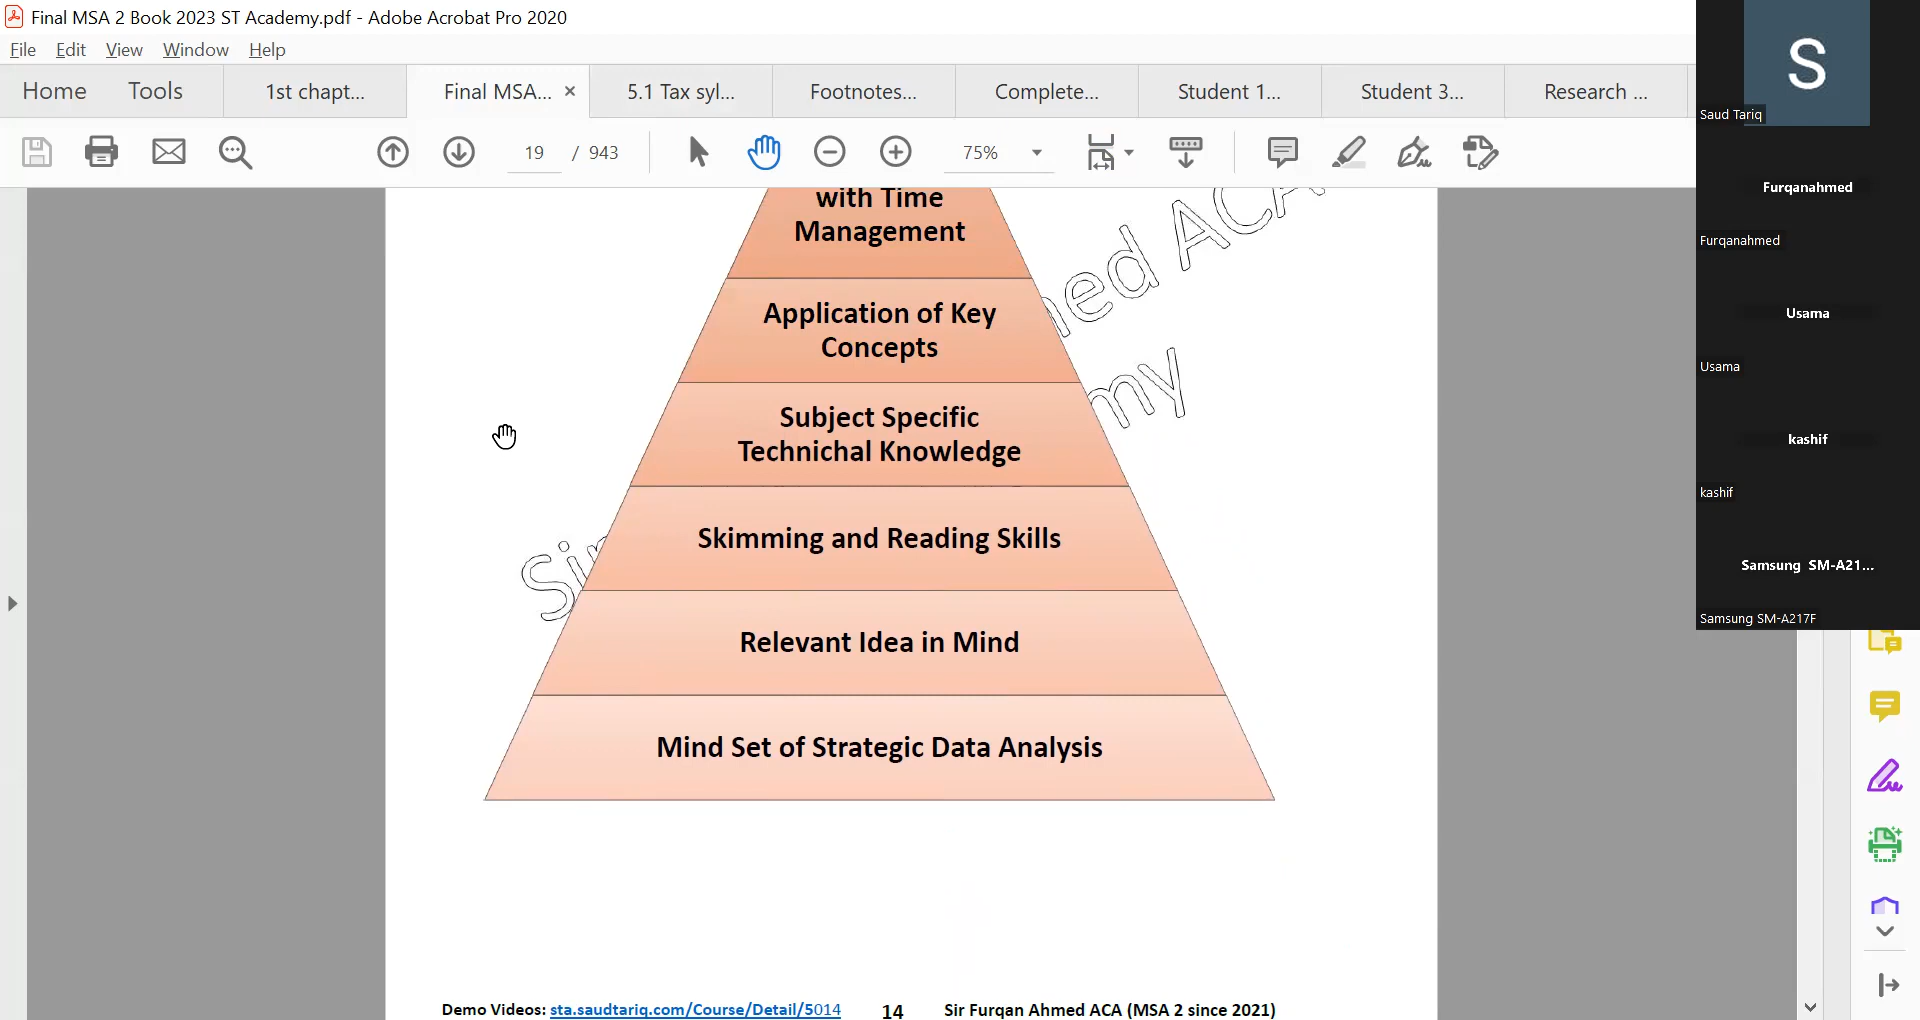 Final MSA 2 Book 2023 ST Academy.pdf - Adobe Acrobat Pro 2020
File Edit View Window Help
Home Tools 1st chapt... Final MSA... × 5.1 Tax syl... Footnotes... Complete... Student 1... Student 3... Research ...
19 / 943 75%
with Time
Management
Application of Key
Concepts
Subject Specific
Technichal Knowledge
Skimming and Reading Skills
Relevant Idea in Mind
Mind Set of Strategic Data Analysis
Demo Videos: sta.saudtariq.com/Course/Detail/5014 14 Sir Furqan Ahmed ACA (MSA 2 since 2021)
S
Saud Tariq
Furqanahmed
Furqanahmed
Usama
Usama
kashif
kashif
Samsung SM-A21...
Samsung SM-A217F